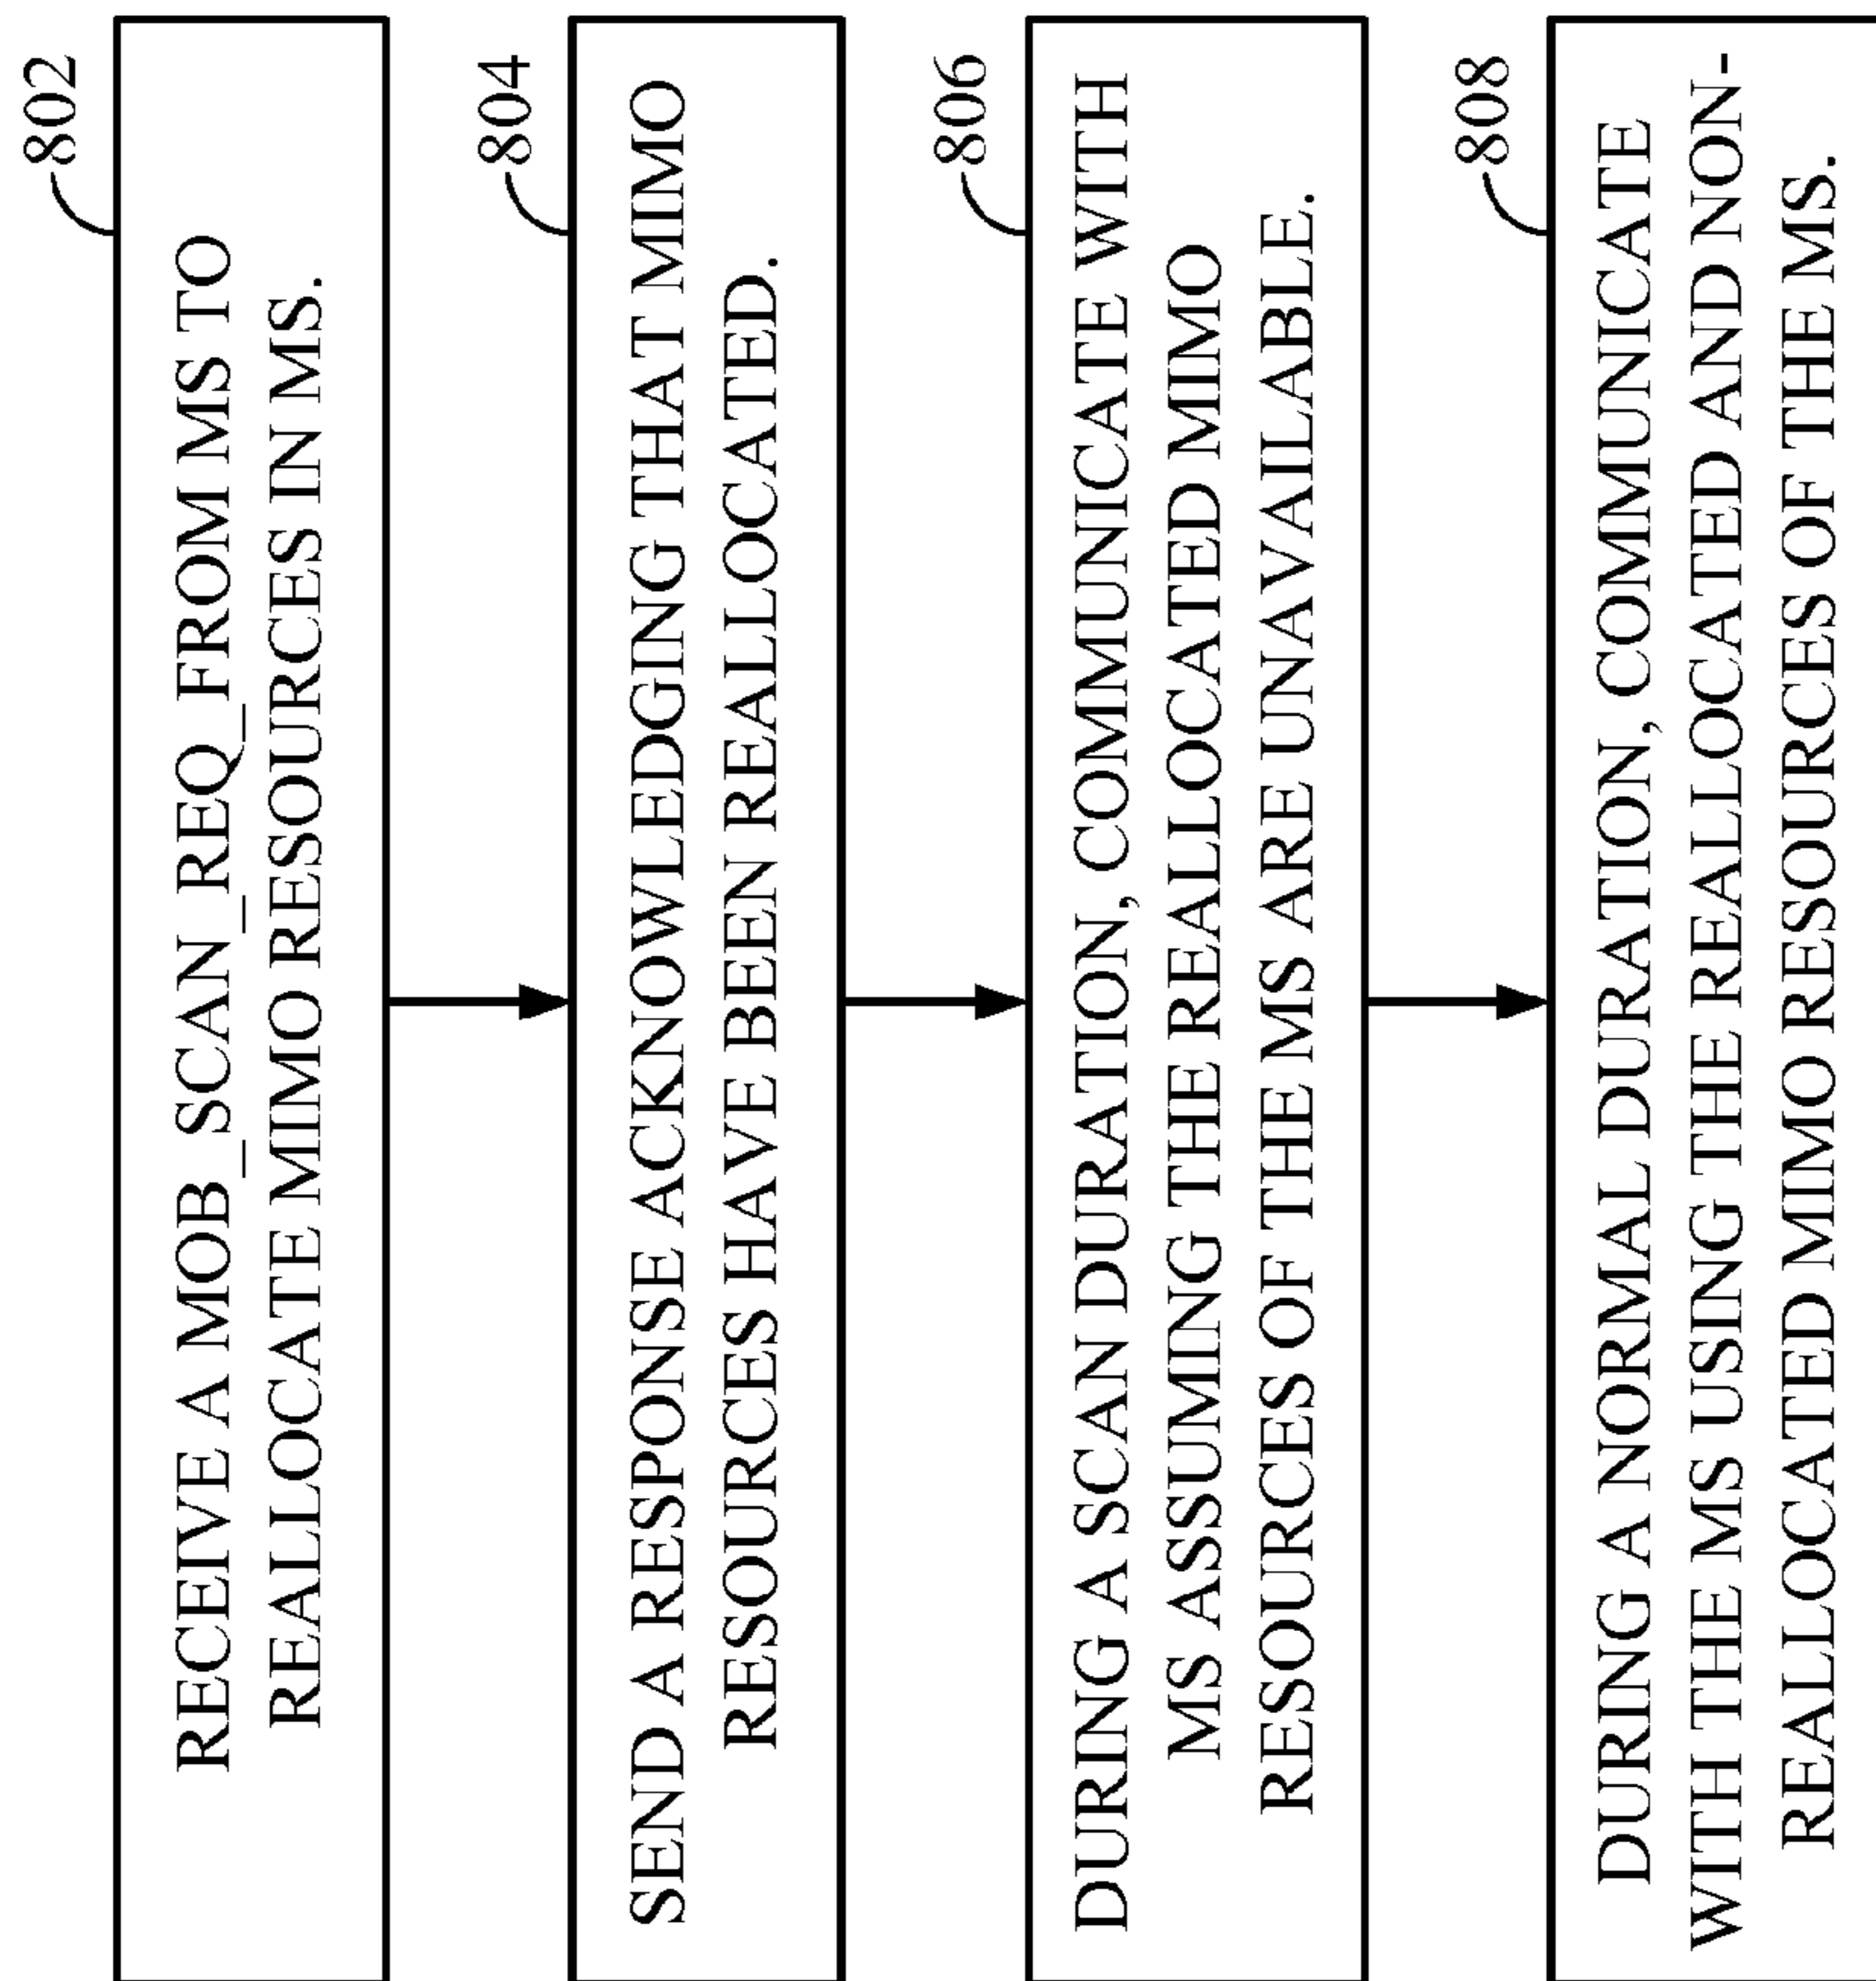 802
RECEIVE A MOB_SCAN_REQ_FROM MS TO
REALLOCATE MIMO RESOURCES IN MS.
804
SEND A RESPONSE ACKNOWLEDGING THAT MIMO
RESOURCES HAVE BEEN REALLOCATED.
806
DURING A SCAN DURATION, COMMUNICATE WITH
MS ASSUMING THE REALLOCATED MIMO
RESOURCES OF THE MS ARE UNAVAILABLE.
808
DURING A NORMAL DURATION, COMMUNICATE
WITH THE MS USING THE REALLOCATED AND NON-
REALLOCATED MIMO RESOURCES OF THE MS.